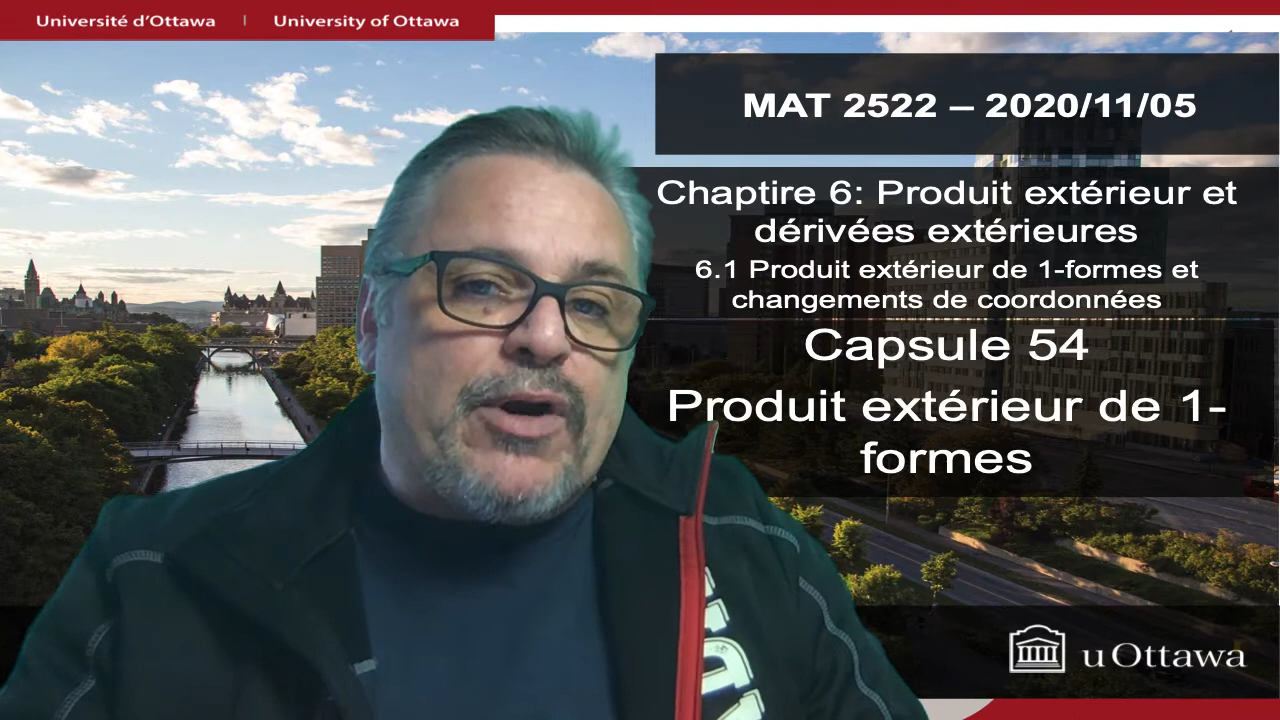 Université d'Ottawa | University of Ottawa
MAT 2522 – 2020/11/05
Chaptire 6: Produit extérieur et
dérivées extérieures
6.1 Produit extérieur de 1-formes et
changements de coordonnées
Capsule 54
Produit extérieur de 1-
formes
uOttawa